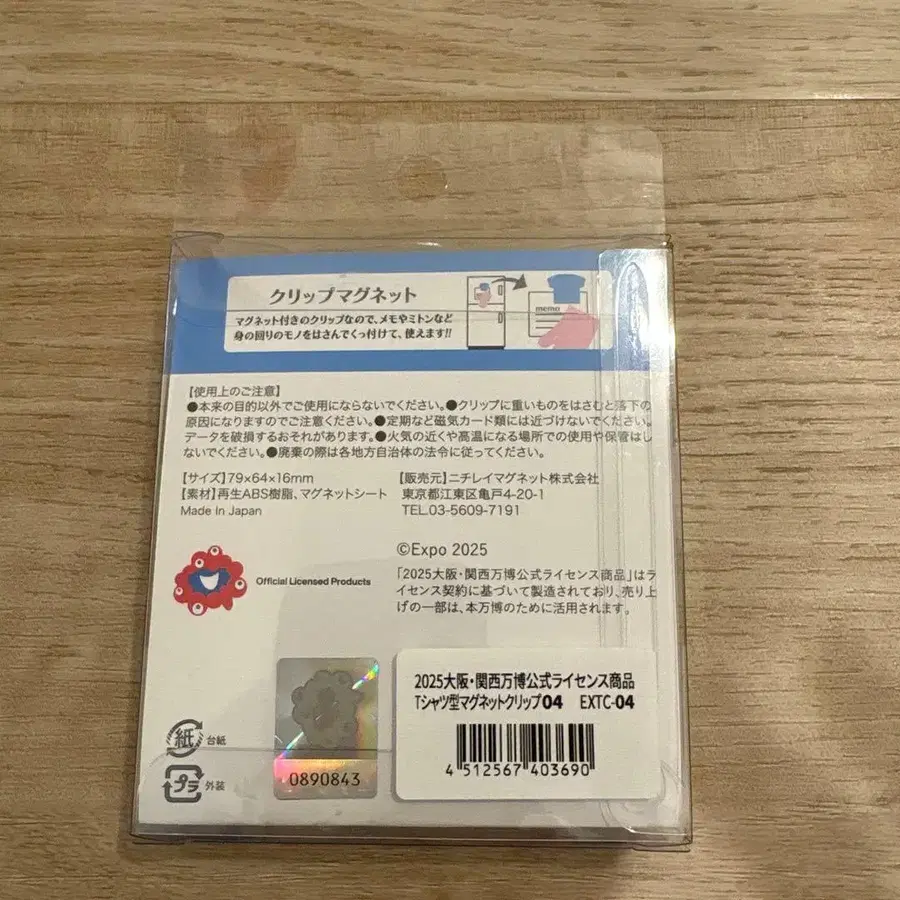 クリップマグネット
マグネット付きのクリップなので、メモやミトンなど
身の回りのモノをはさんでくっ付けて、使えます!!
MEMO
【使用上のご注意】
●本来の目的以外でご使用にならないでください。●クリップに重いものをはさむと落下の
原因になりますのでご注意ください。●定期など磁気カード類には近づけないでください。
データを破損するおそれがあります。●火気の近くや高温になる場所での使用や保管はし
ないでください。●廃棄の際は各地方自治体の法令に従ってください。
【サイズ】79×64×16mm
【素材】再生ABS樹脂、マグネットシート
Made In Japan
【販売元】ニチレイマグネット株式会社
東京都江東区亀戸4-20-1
TEL.03-5609-7191
©Expo 2025
「2025大阪・関西万博公式ライセンス商品」はラ
イセンス契約に基づいて製造されており、売り上
げの一部は、本万博のために活用されます。
Official Licensed Products
2025大阪・関西万博公式ライセンス商品
Tシャツ型マグネットクリップ04 EXTC-04
4 512567 403690
0890843
紙 台紙
プラ 外装